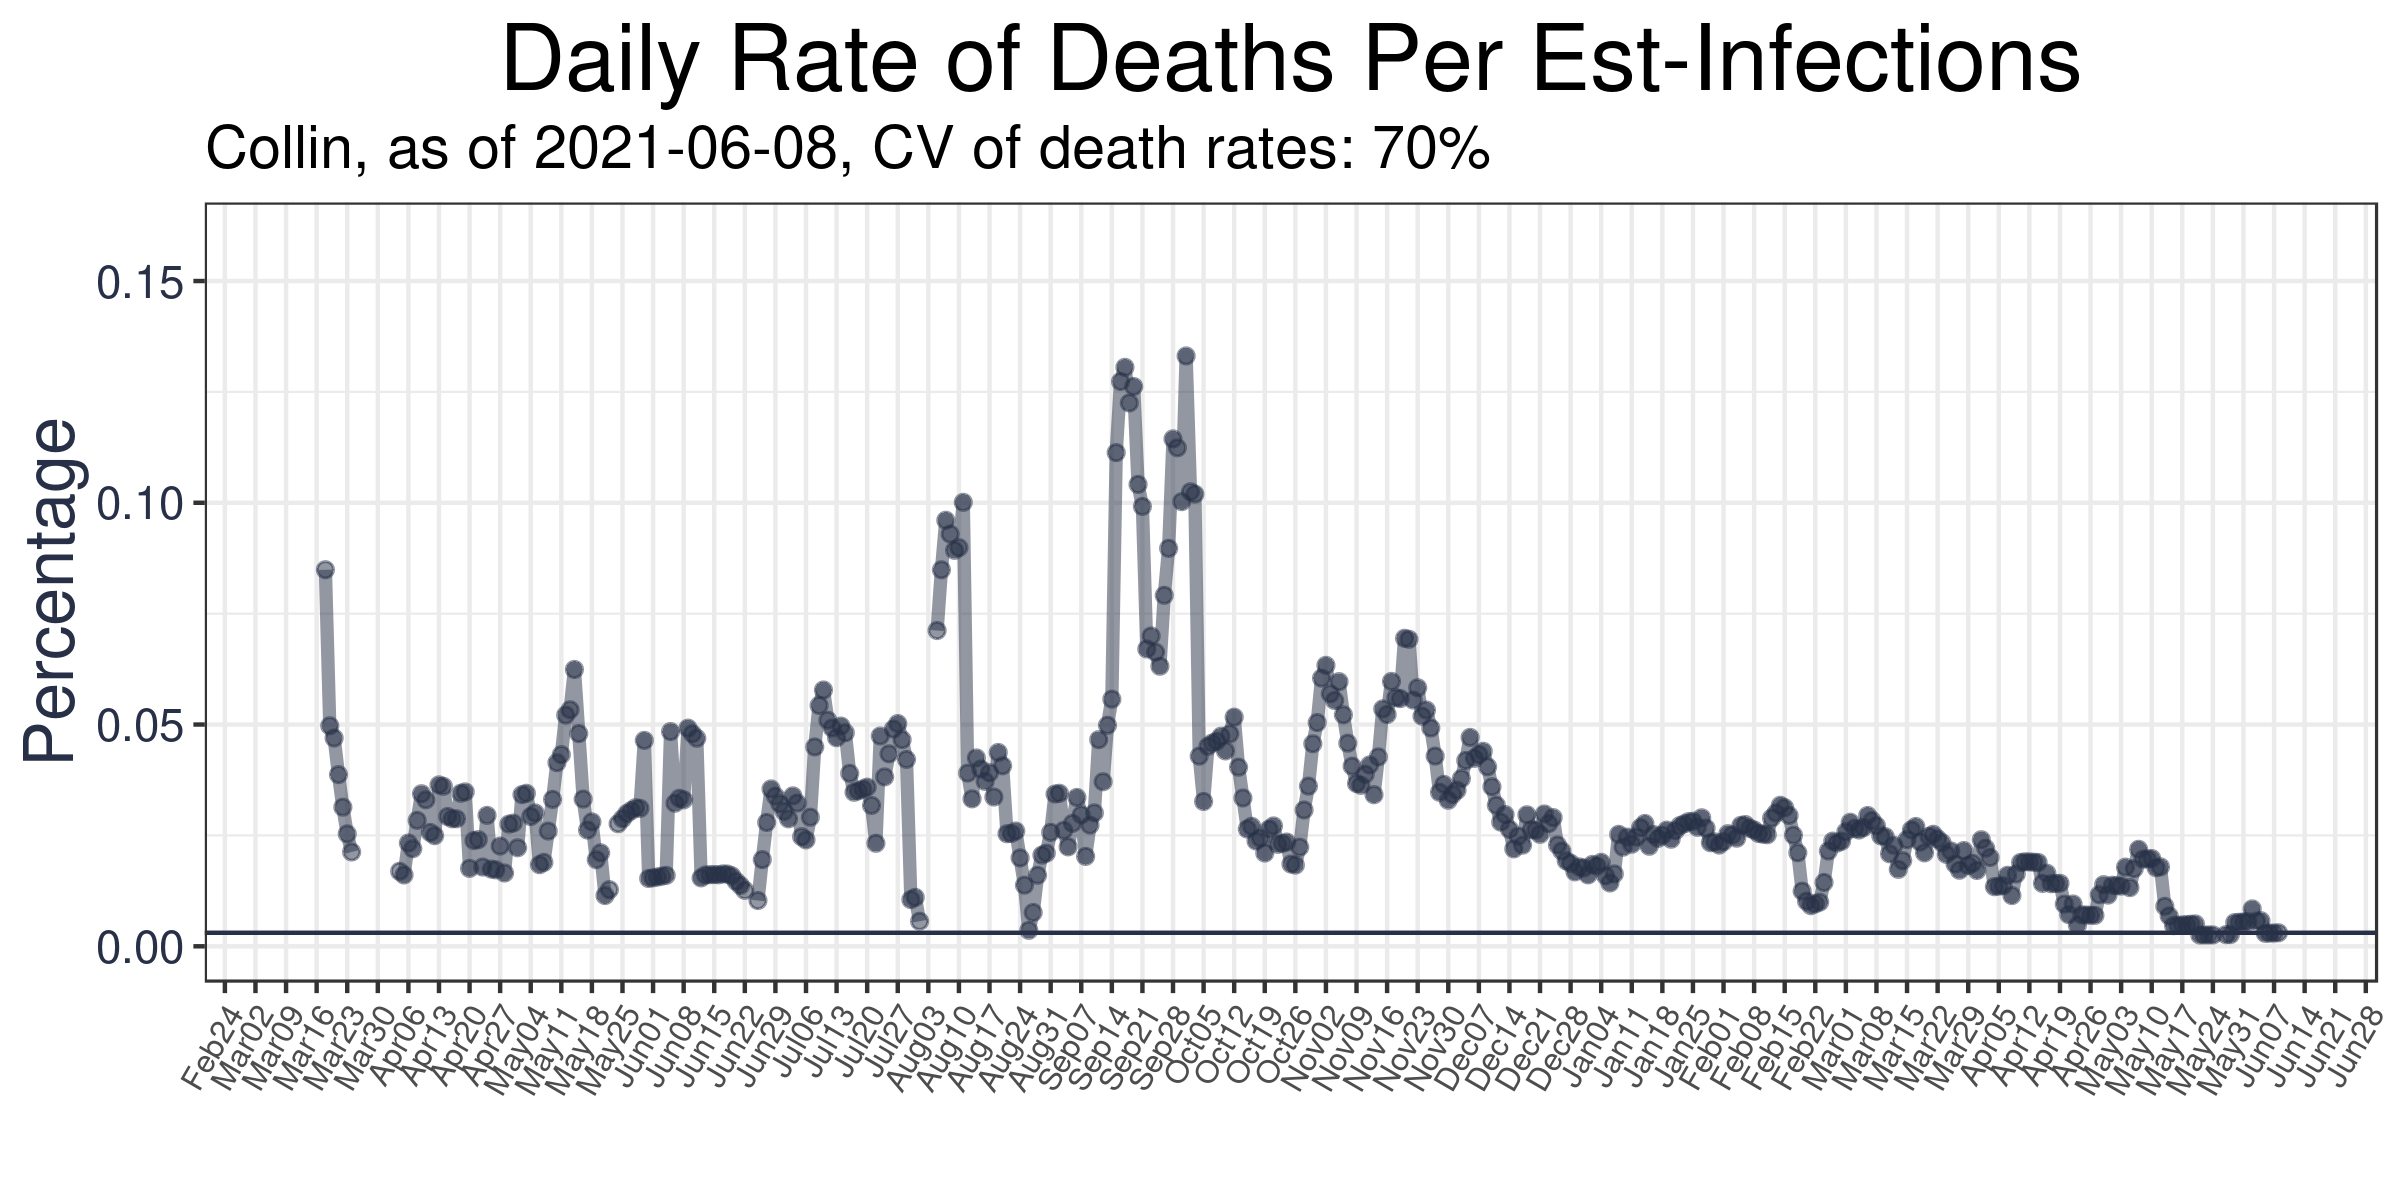 Daily Rate of Deaths Per Est-Infections
Collin, as of 2021-06-08, CV of death rates: 70%
Percentage
0.15
0.10
0.05
0.00
Feb24
Mar02
Mar09
Mar16
Mar23
Mar30
Apr06
Apr13
Apr20
Apr27
May04
May11
May18
May25
Jun01
Jun08
Jun15
Jun22
Jun29
Jul06
Jul13
Jul20
Jul27
Aug03
Aug10
Aug17
Aug24
Aug31
Sep07
Sep14
Sep21
Sep28
Oct05
Oct12
Oct19
Oct26
Nov02
Nov09
Nov16
Nov23
Nov30
Dec07
Dec14
Dec21
Dec28
Jan04
Jan11
Jan18
Jan25
Feb01
Feb08
Feb15
Feb22
Mar01
Mar08
Mar15
Mar22
Mar29
Apr05
Apr12
Apr19
Apr26
May03
May10
May17
May24
May31
Jun07
Jun14
Jun21
Jun28